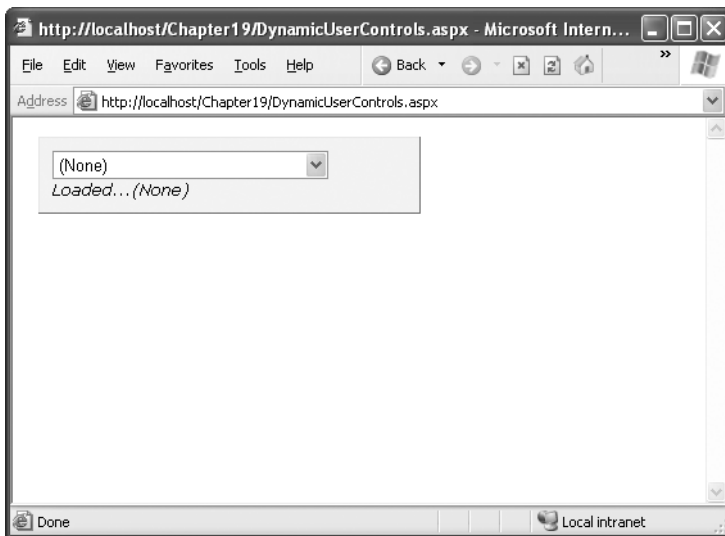 http://localhost/Chapter19/DynamicUserControls.aspx - Microsoft Intern...
File Edit View Favorites Tools Help Back »
Address http://localhost/Chapter19/DynamicUserControls.aspx
(None)
Loaded...(None)
Done Local intranet